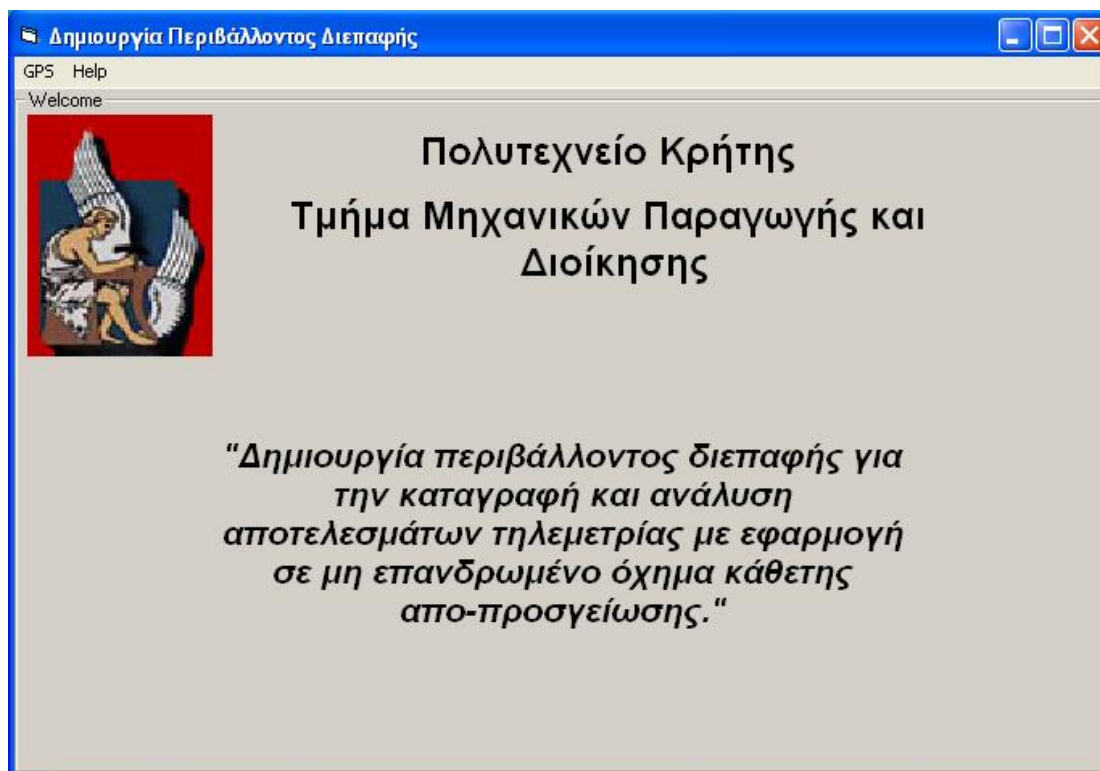 Δημιουργία Περιβάλλοντος Διεπαφής
GPS Help
Welcome
Πολυτεχνείο Κρήτης
Τμήμα Μηχανικών Παραγωγής και
Διοίκησης
"Δημιουργία περιβάλλοντος διεπαφής για
την καταγραφή και ανάλυση
αποτελεσμάτων τηλεμετρίας με εφαρμογή
σε μη επανδρωμένο όχημα κάθετης
απο-προσγείωσης."